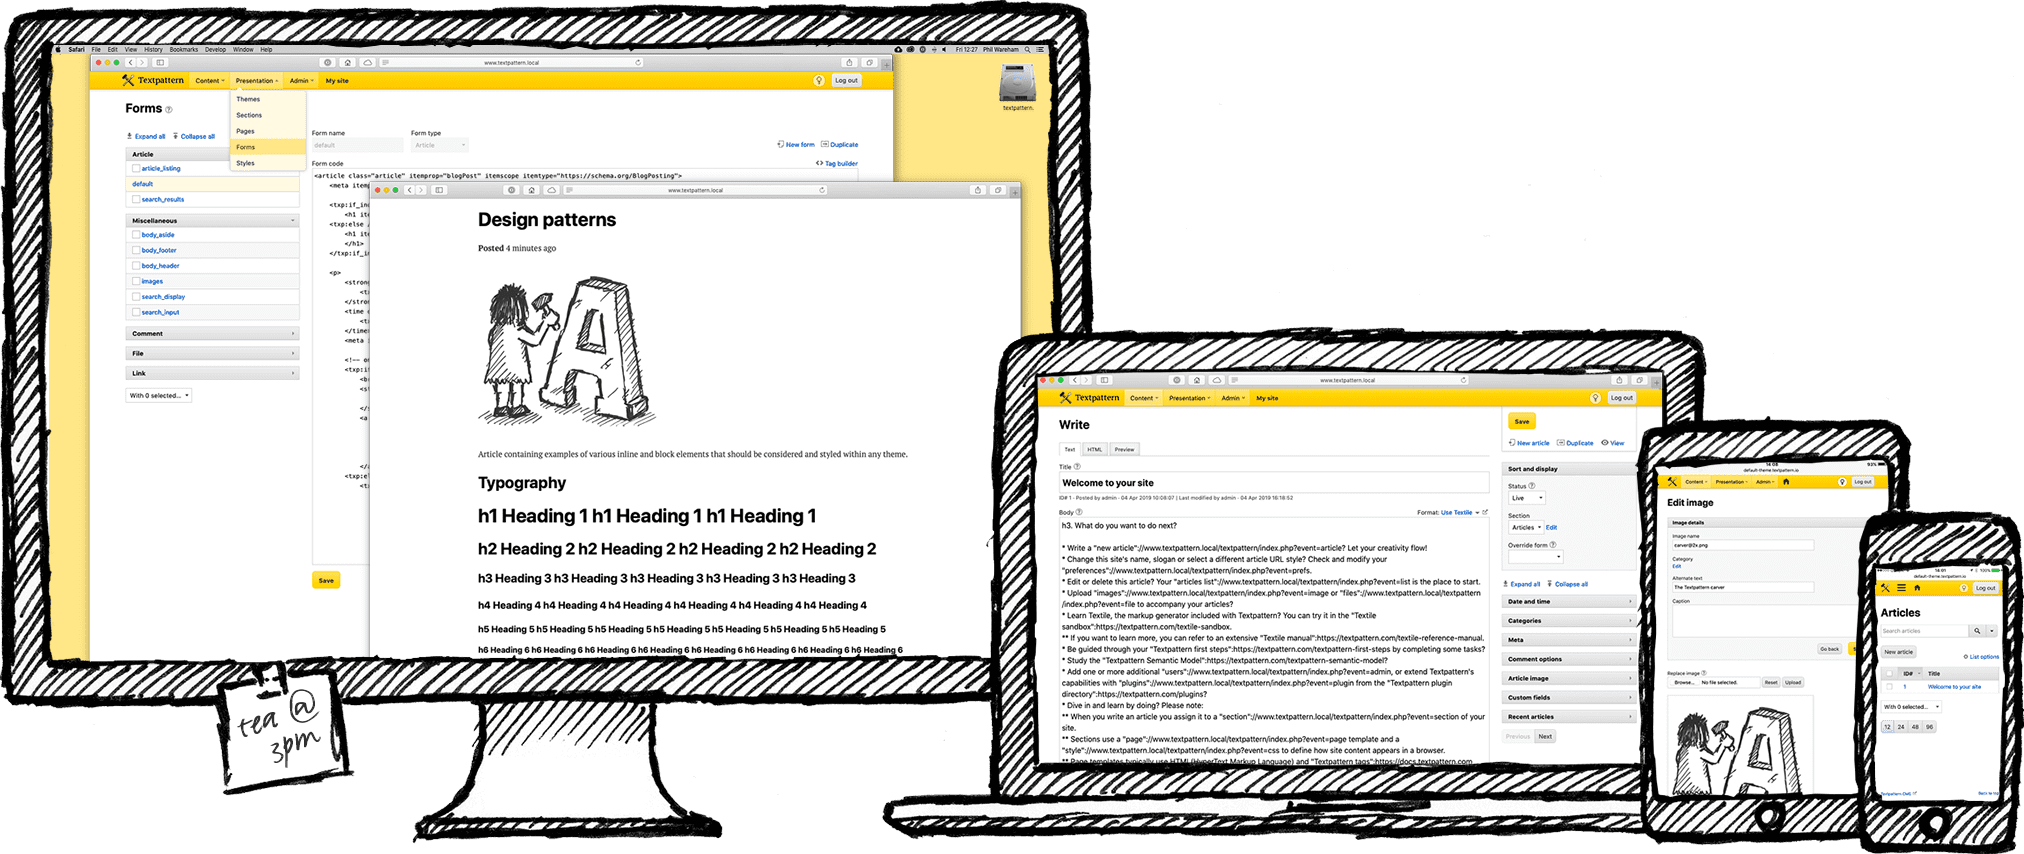 Safari File Edit View History Bookmarks Develop Window Help
Fri 12:27 Phil Wareham
www.textpattern.local
Textpattern Content Presentation Admin My site
Log out
textpattern.
Forms
Themes
Sections
Pages
Forms
Styles
Expand all Collapse all
Article
article_listing
default
search_results
Miscellaneous
body_aside
body_footer
body_header
images
search_display
search_input
Comment
File
Link
With 0 selected...
Form name Form type
default Article
New form Duplicate
Form code
Tag builder
<article class="article" itemprop="blogPost" itemscope itemtype="https://schema.org/BlogPosting">
<meta itemp
<txp:if_in
<h1 ite
<txp:else /
<h1 ite
</h1>
</txp:if_in
<p>
<strong
<tx
</stron
<time d
<tx
</time>
<meta i
<!-- on
<txp:if
<br
<st
</s
<a
</a
<txp:el
<tx
Save
www.textpattern.local
Design patterns
Posted 4 minutes ago
A
Article containing examples of various inline and block elements that should be considered and styled within any theme.
Typography
h1 Heading 1 h1 Heading 1 h1 Heading 1
h2 Heading 2 h2 Heading 2 h2 Heading 2 h2 Heading 2
h3 Heading 3 h3 Heading 3 h3 Heading 3 h3 Heading 3 h3 Heading 3
h4 Heading 4 h4 Heading 4 h4 Heading 4 h4 Heading 4 h4 Heading 4 h4 Heading 4
h5 Heading 5 h5 Heading 5 h5 Heading 5 h5 Heading 5 h5 Heading 5 h5 Heading 5 h5 Heading 5
h6 Heading 6 h6 Heading 6 h6 Heading 6 h6 Heading 6 h6 Heading 6 h6 Heading 6 h6 Heading 6 h6 Heading 6
tea @
3pm
www.textpattern.local
Textpattern Content Presentation Admin My site
Log out
Write
Text HTML Preview
Title
Welcome to your site
ID# 1 · Posted by admin · 04 Apr 2019 10:08:07 | Last modified by admin · 04 Apr 2019 18:18:52
Body
Format: Use Textile
h3. What do you want to do next?
* Write a "new article"://www.textpattern.local/textpattern/index.php?event=article? Let your creativity flow!
* Change this site's name, slogan or select a different article URL style? Check and modify your
"preferences"://www.textpattern.local/textpattern/index.php?event=prefs.
* Edit or delete this article? Your "articles list"://www.textpattern.local/textpattern/index.php?event=list is the place to start.
* Upload "images"://www.textpattern.local/textpattern/index.php?event=image or "files"://www.textpattern.local/textpattern
/index.php?event=file to accompany your articles?
* Learn Textile, the markup generator included with Textpattern? You can try it in the "Textile
sandbox":https://textpattern.com/textile-sandbox.
** If you want to learn more, you can refer to an extensive "Textile manual":https://textpattern.com/textile-reference-manual.
* Be guided through your "Textpattern first steps":https://textpattern.com/textpattern-first-steps by completing some tasks?
* Study the "Textpattern Semantic Model":https://textpattern.com/textpattern-semantic-model?
* Add one or more additional "users"://www.textpattern.local/textpattern/index.php?event=admin, or extend Textpattern's
capabilities with "plugins"://www.textpattern.local/textpattern/index.php?event=plugin from the "Textpattern plugin
directory":https://textpattern.com/plugins?
* Dive in and learn by doing? Please note:
** When you write an article you assign it to a "section"://www.textpattern.local/textpattern/index.php?event=section of your
site.
** Sections use a "page"://www.textpattern.local/textpattern/index.php?event=page template and a
"style"://www.textpattern.local/textpattern/index.php?event=css to define how site content appears in a browser.
** Page templates typically use HTML (HyperText Markup Language) and "Textpattern tags":https://docs.textpattern.com
Save
New article Duplicate View
Sort and display
Status
Live
Section
Articles Edit
Override form
Expand all Collapse all
Date and time
Categories
Meta
Comment options
Article image
Custom fields
Recent articles
Previous Next
14:08 93%
default-theme.textpattern.io
Content Presentation Admin
Log out
Edit image
Image details
Image name
carver@2x.png
Category
Edit
Alternate text
The Textpattern carver
Caption
Go back S
Replace image
Browse... No file selected. Reset Upload
A
14:01
default-theme.textpattern.io
Log out
Articles
Search articles
New article
List options
ID# Title
1 Welcome to your site
With 0 selected...
12 24 48 96
Textpattern CMS Back to top